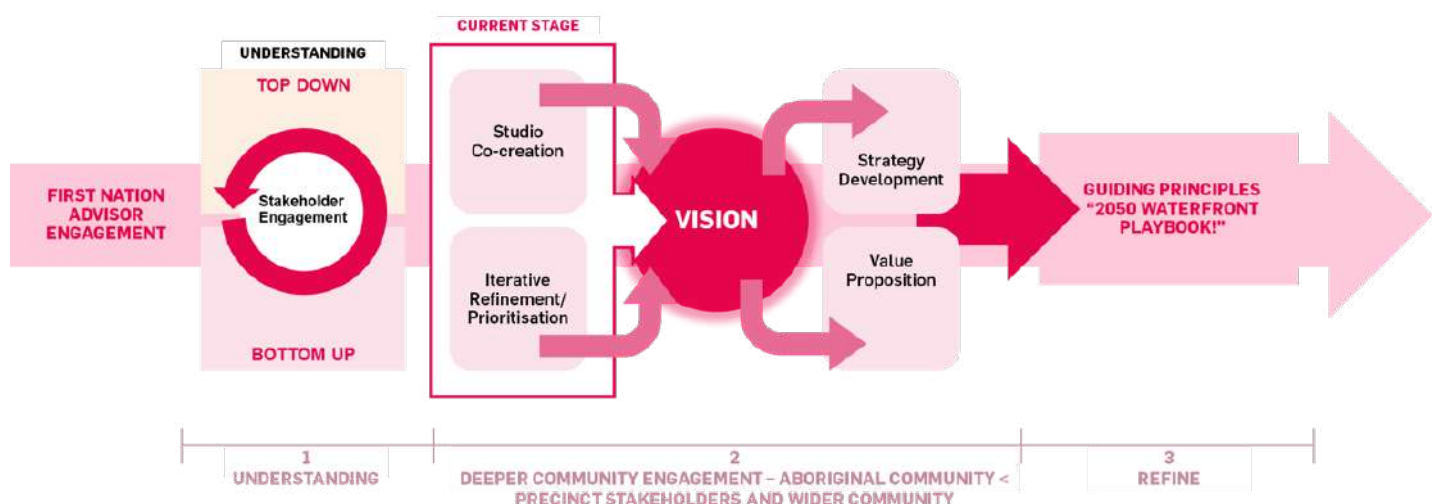 CURRENT STAGE
UNDERSTANDING
TOP DOWN
FIRST NATION
ADVISOR
ENGAGEMENT
Stakeholder
Engagement
BOTTOM UP
Studio
Co-creation
Iterative
Refinement/
Prioritisation
VISION
Strategy
Development
Value
Proposition
GUIDING PRINCIPLES
“2050 WATERFRONT
PLAYBOOK!”
1
UNDERSTANDING
2
DEEPER COMMUNITY ENGAGEMENT – ABORIGINAL COMMUNITY <
PRECINCT STAKEHOLDERS AND WIDER COMMUNITY
3
REFINE